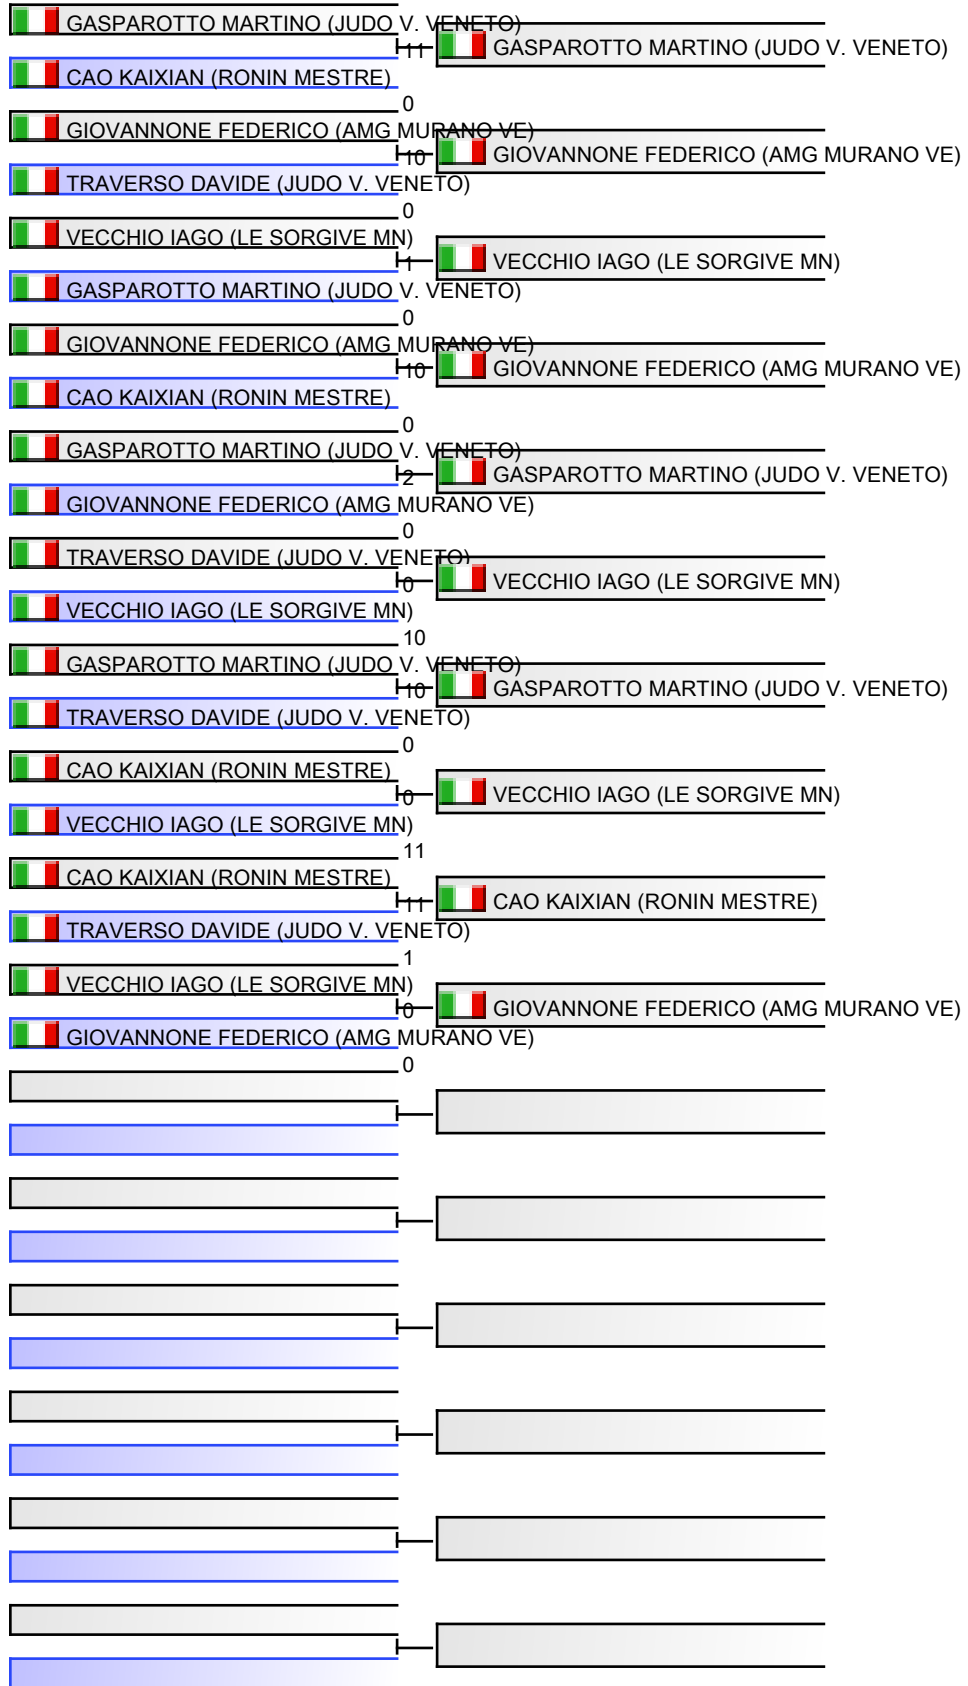 GASPAROTTO MARTINO (JUDO V. VENETO)
11
GASPAROTTO MARTINO (JUDO V. VENETO)
CAO KAIXIAN (RONIN MESTRE)
0
GIOVANNONE FEDERICO (AMG MURANO VE)
10
GIOVANNONE FEDERICO (AMG MURANO VE)
TRAVERSO DAVIDE (JUDO V. VENETO)
0
VECCHIO IAGO (LE SORGIVE MN)
1
VECCHIO IAGO (LE SORGIVE MN)
GASPAROTTO MARTINO (JUDO V. VENETO)
0
GIOVANNONE FEDERICO (AMG MURANO VE)
10
GIOVANNONE FEDERICO (AMG MURANO VE)
CAO KAIXIAN (RONIN MESTRE)
0
GASPAROTTO MARTINO (JUDO V. VENETO)
2
GASPAROTTO MARTINO (JUDO V. VENETO)
GIOVANNONE FEDERICO (AMG MURANO VE)
0
TRAVERSO DAVIDE (JUDO V. VENETO)
0
VECCHIO IAGO (LE SORGIVE MN)
VECCHIO IAGO (LE SORGIVE MN)
10
GASPAROTTO MARTINO (JUDO V. VENETO)
10
GASPAROTTO MARTINO (JUDO V. VENETO)
TRAVERSO DAVIDE (JUDO V. VENETO)
0
CAO KAIXIAN (RONIN MESTRE)
0
VECCHIO IAGO (LE SORGIVE MN)
VECCHIO IAGO (LE SORGIVE MN)
11
CAO KAIXIAN (RONIN MESTRE)
11
CAO KAIXIAN (RONIN MESTRE)
TRAVERSO DAVIDE (JUDO V. VENETO)
1
VECCHIO IAGO (LE SORGIVE MN)
0
GIOVANNONE FEDERICO (AMG MURANO VE)
GIOVANNONE FEDERICO (AMG MURANO VE)
0